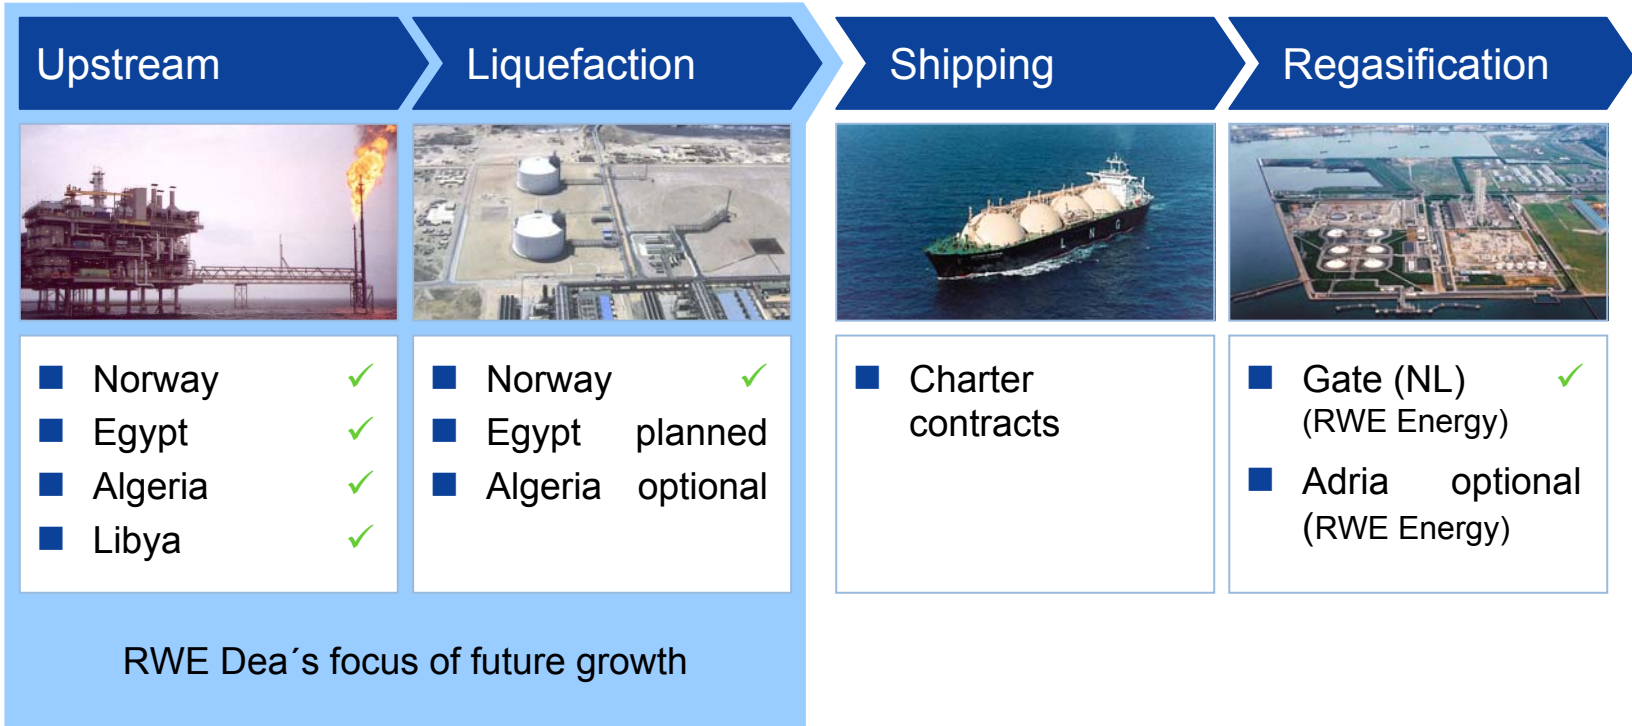 Upstream
Liquefaction
Shipping
Regasification
L N G
Norway ✓
Egypt ✓
Algeria ✓
Libya ✓
Norway ✓
Egypt planned
Algeria optional
Charter
contracts
Gate (NL) ✓
(RWE Energy)
Adria optional
(RWE Energy)
RWE Dea´s focus of future growth